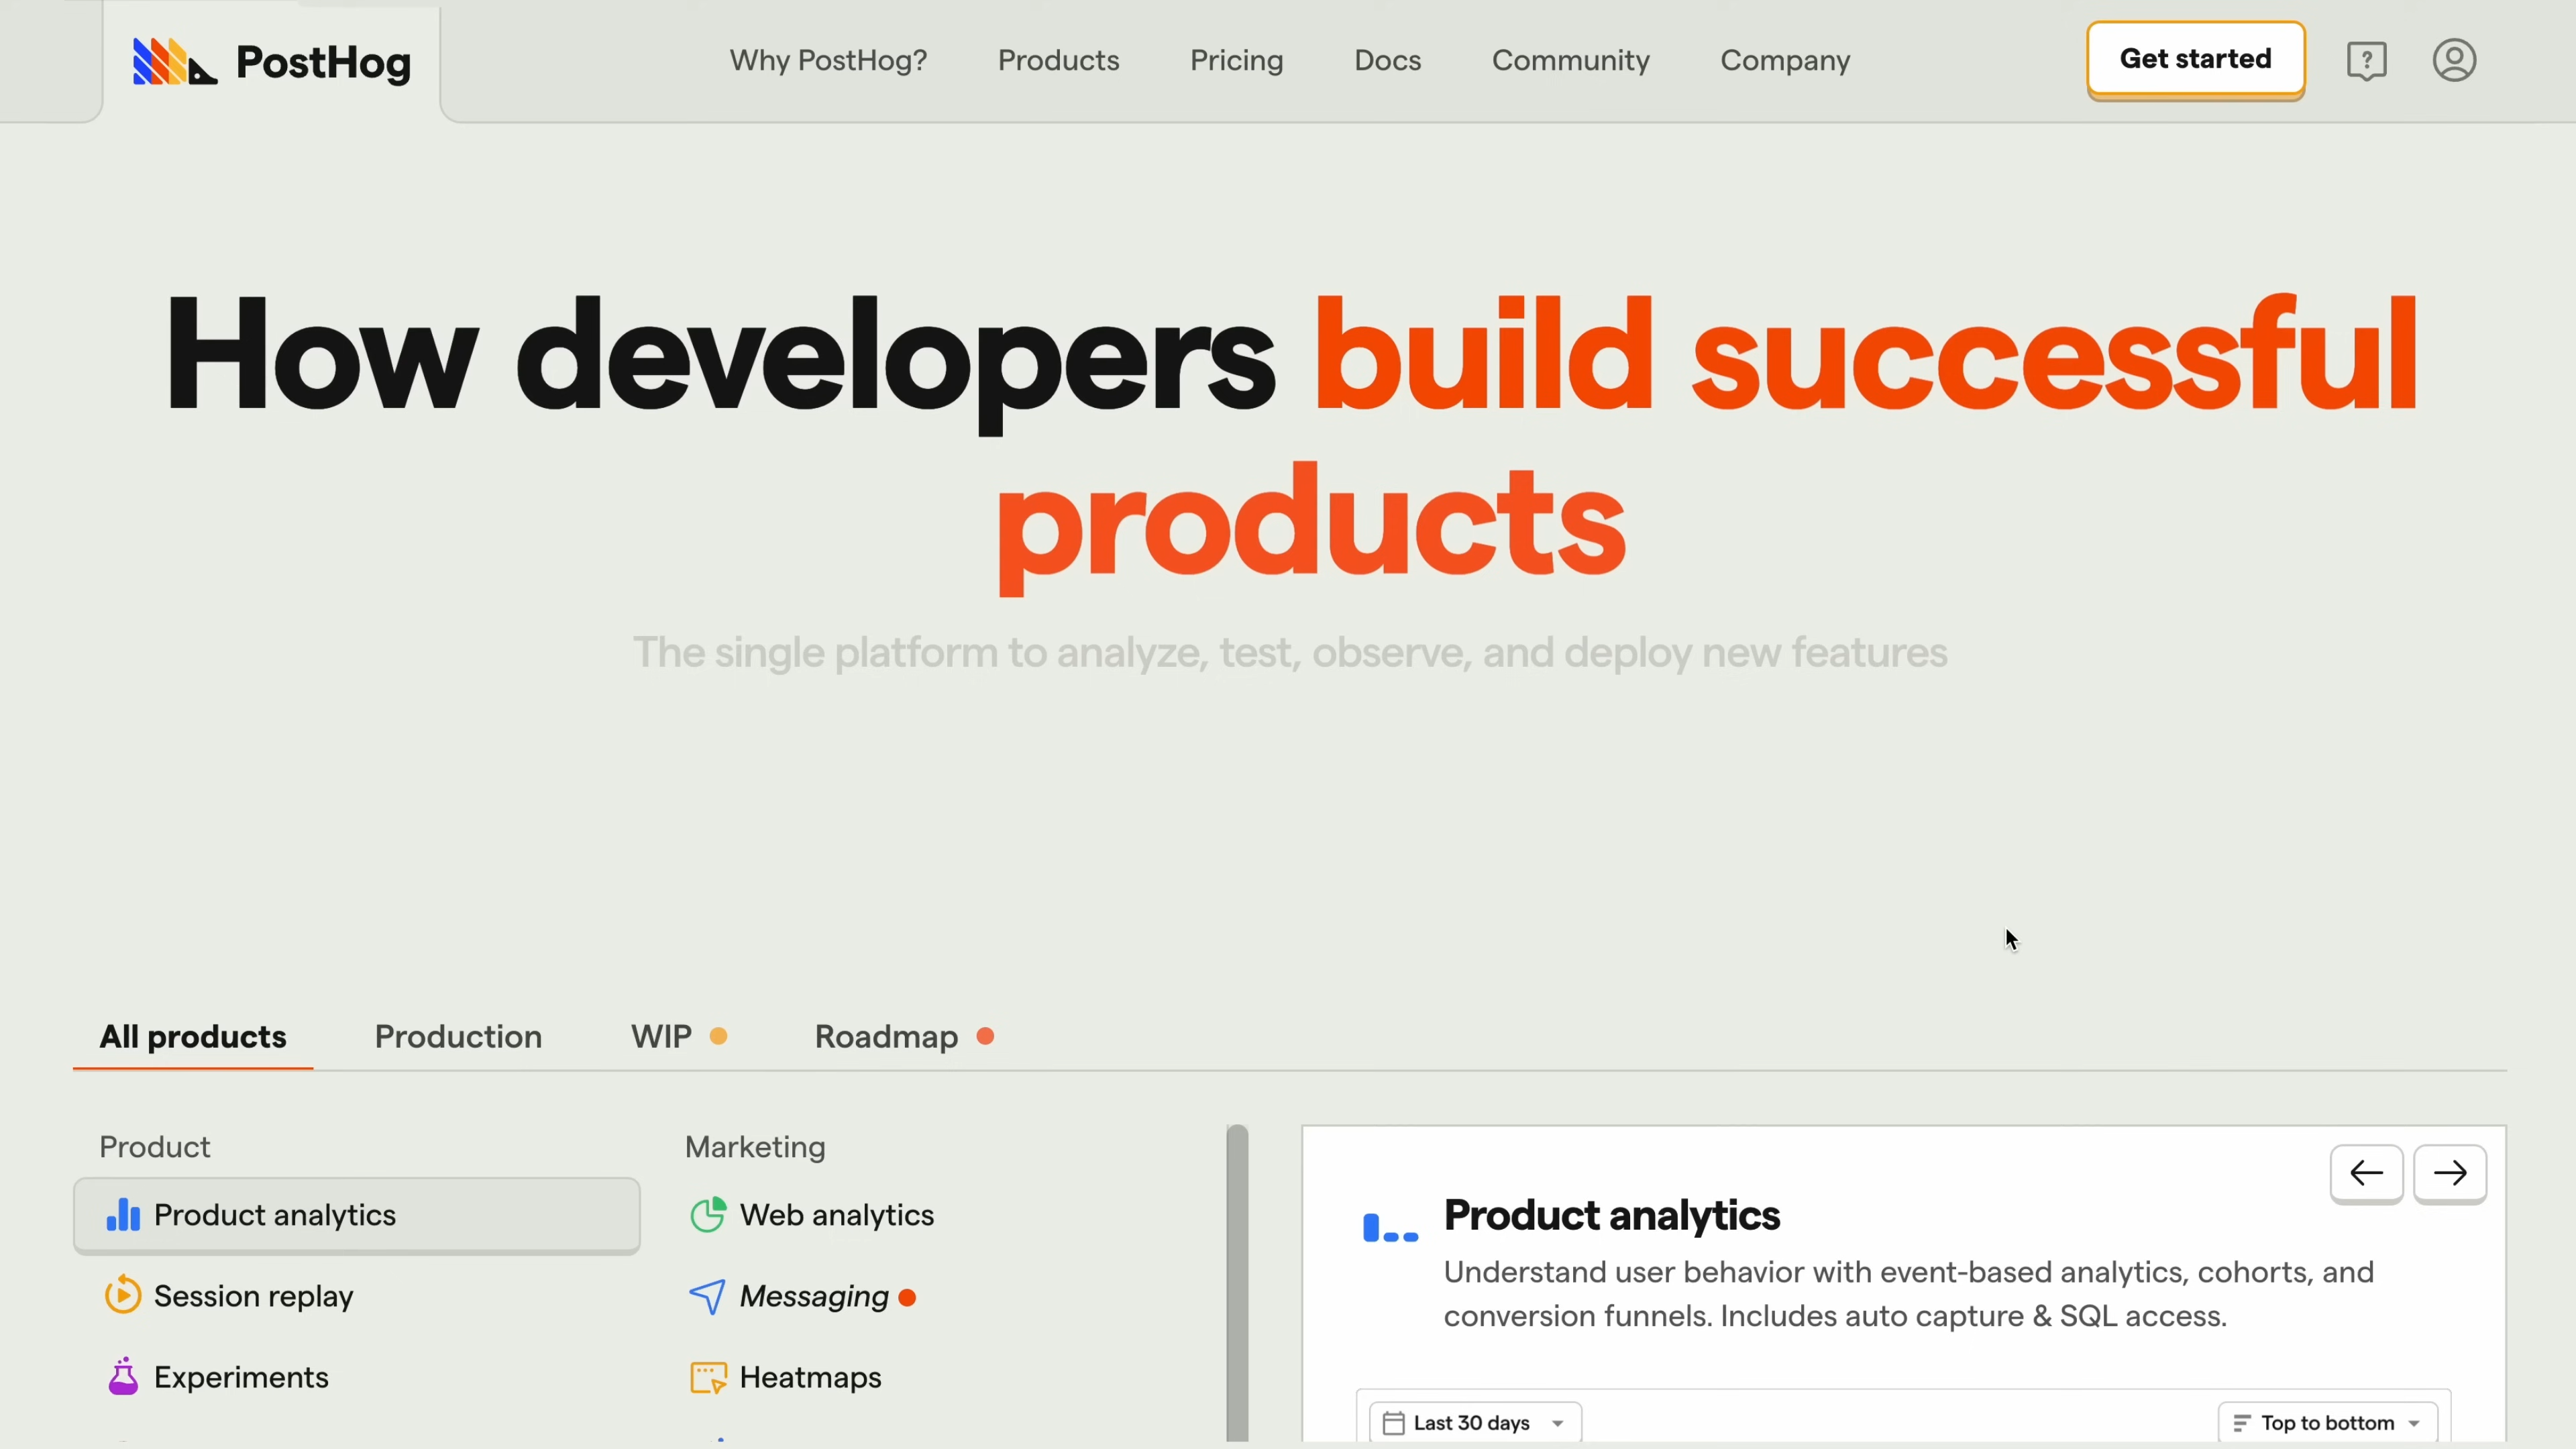 PostHog
Why PostHog?
Products
Pricing
Docs
Community
Company
Get started
How developers build successful
products
The single platform to analyze, test, observe, and deploy new features
All products
Production
WIP
Roadmap
Product
Product analytics
Session replay
Experiments
Marketing
Web analytics
Messaging
Heatmaps
Product analytics
Understand user behavior with event-based analytics, cohorts, and
conversion funnels. Includes auto capture & SQL access.
Last 30 days
Top to bottom